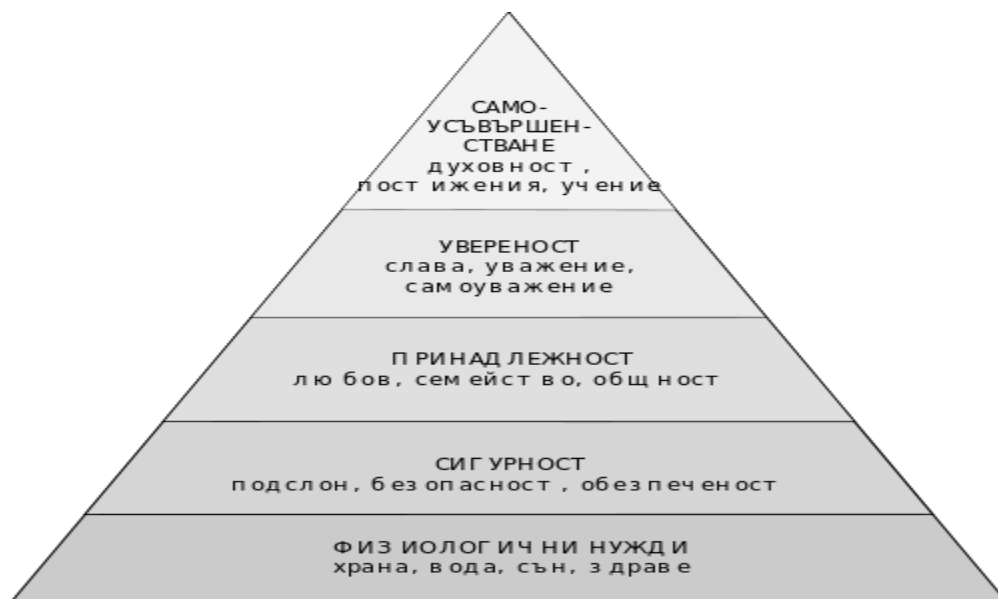 САМО-
УСЪВЪРШЕН-
СТВАНЕ
духовност,
постижения, учение
УВЕРЕНОСТ
слава, уважение,
самоуважение
ПРИНАДЛЕЖНОСТ
любов, семейство, общност
СИГУРНОСТ
подслон, безопасност, обезпеченост
ФИЗИОЛОГИЧНИ НУЖДИ
храна, вода, сън, здраве